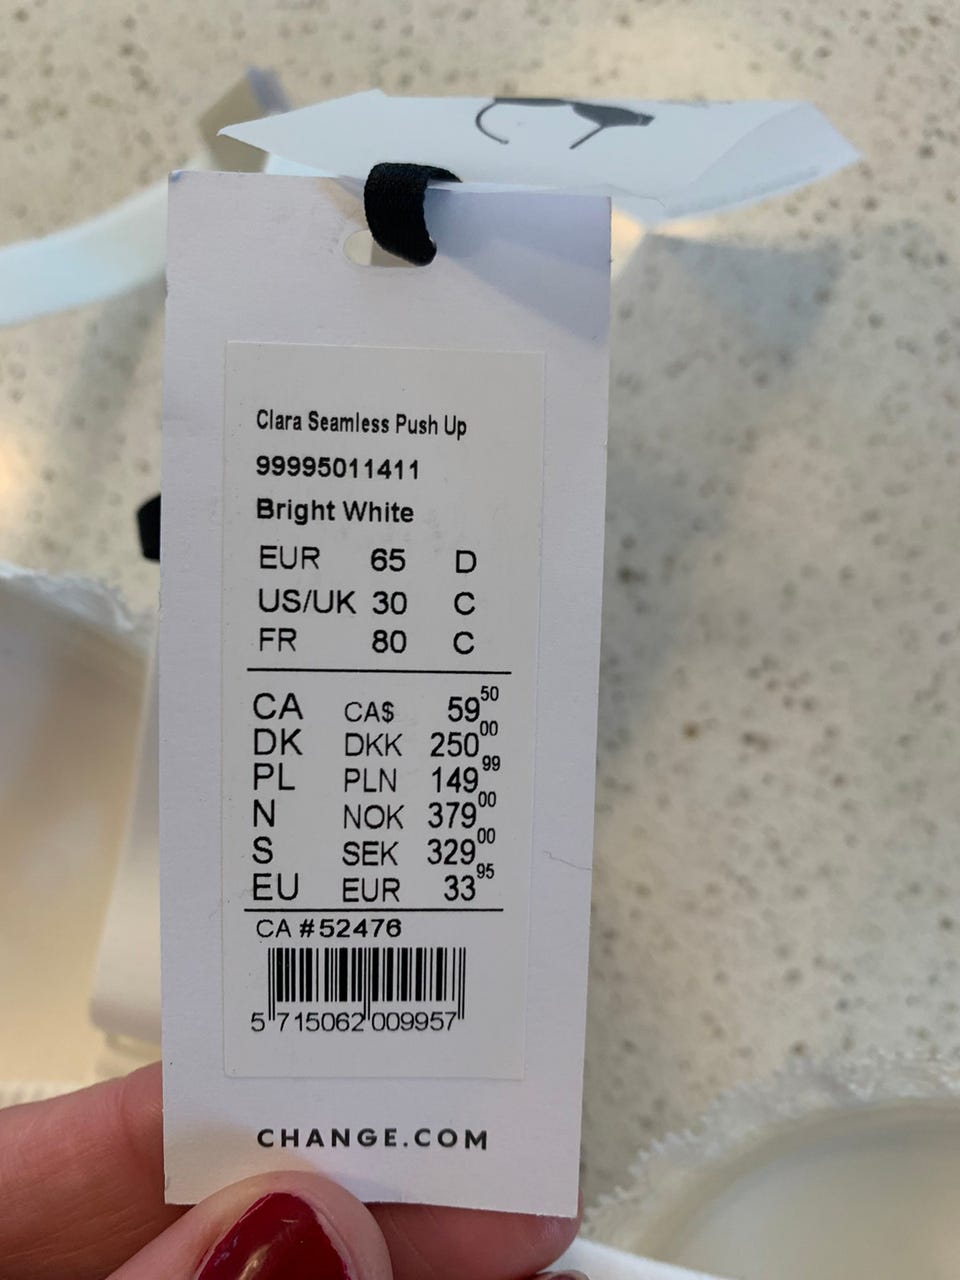 Clara Seamless Push Up
99995011411
Bright White
EUR 65 D
US/UK 30 C
FR 80 C
CA CA$ 59 50
DK DKK 250 00
PL PLN 149 99
N NOK 379 00
S SEK 329 00
EU EUR 33 95
CA #52476
5 715062 009957
CHANGE.COM